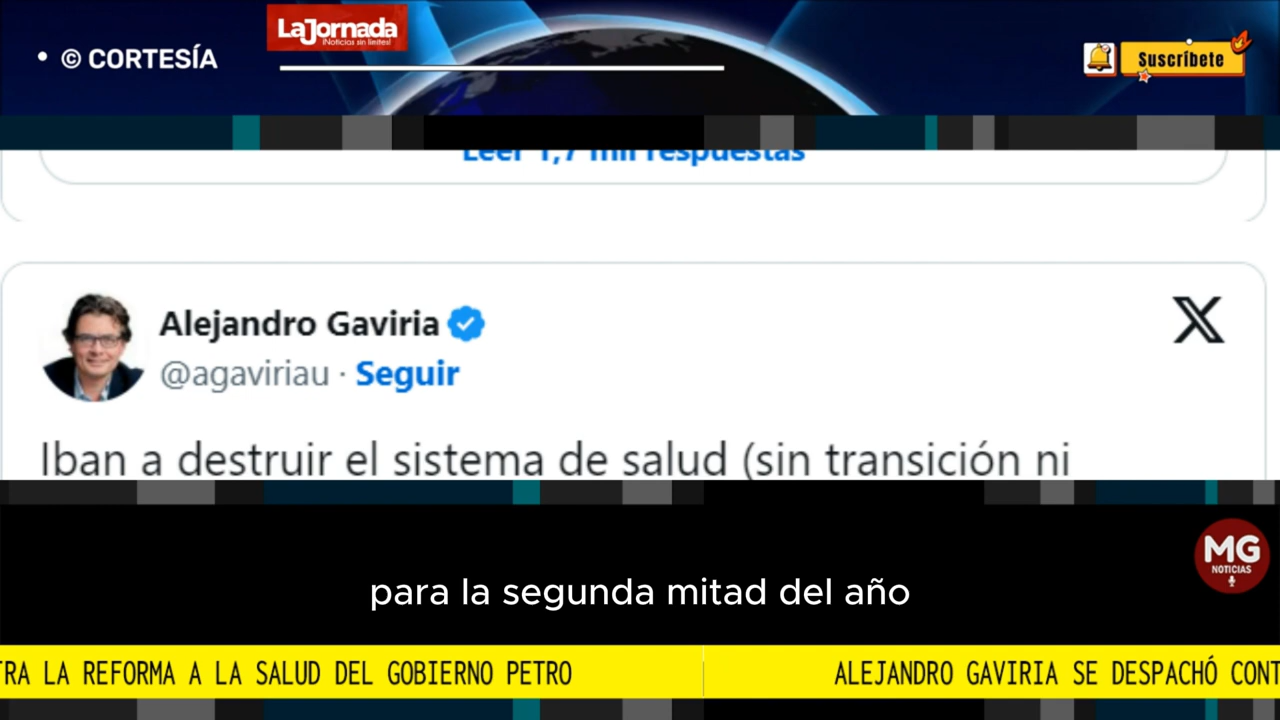 • © CORTESÍA
LaJornada
¡Noticias sin límites!
Suscríbete
Leer 1,7 mil respuestas
Alejandro Gaviria
@agaviriau · Seguir
Iban a destruir el sistema de salud (sin transición ni
MG
NOTICIAS
para la segunda mitad del año
TRA LA REFORMA A LA SALUD DEL GOBIERNO PETRO
ALEJANDRO GAVIRIA SE DESPACHÓ CONT